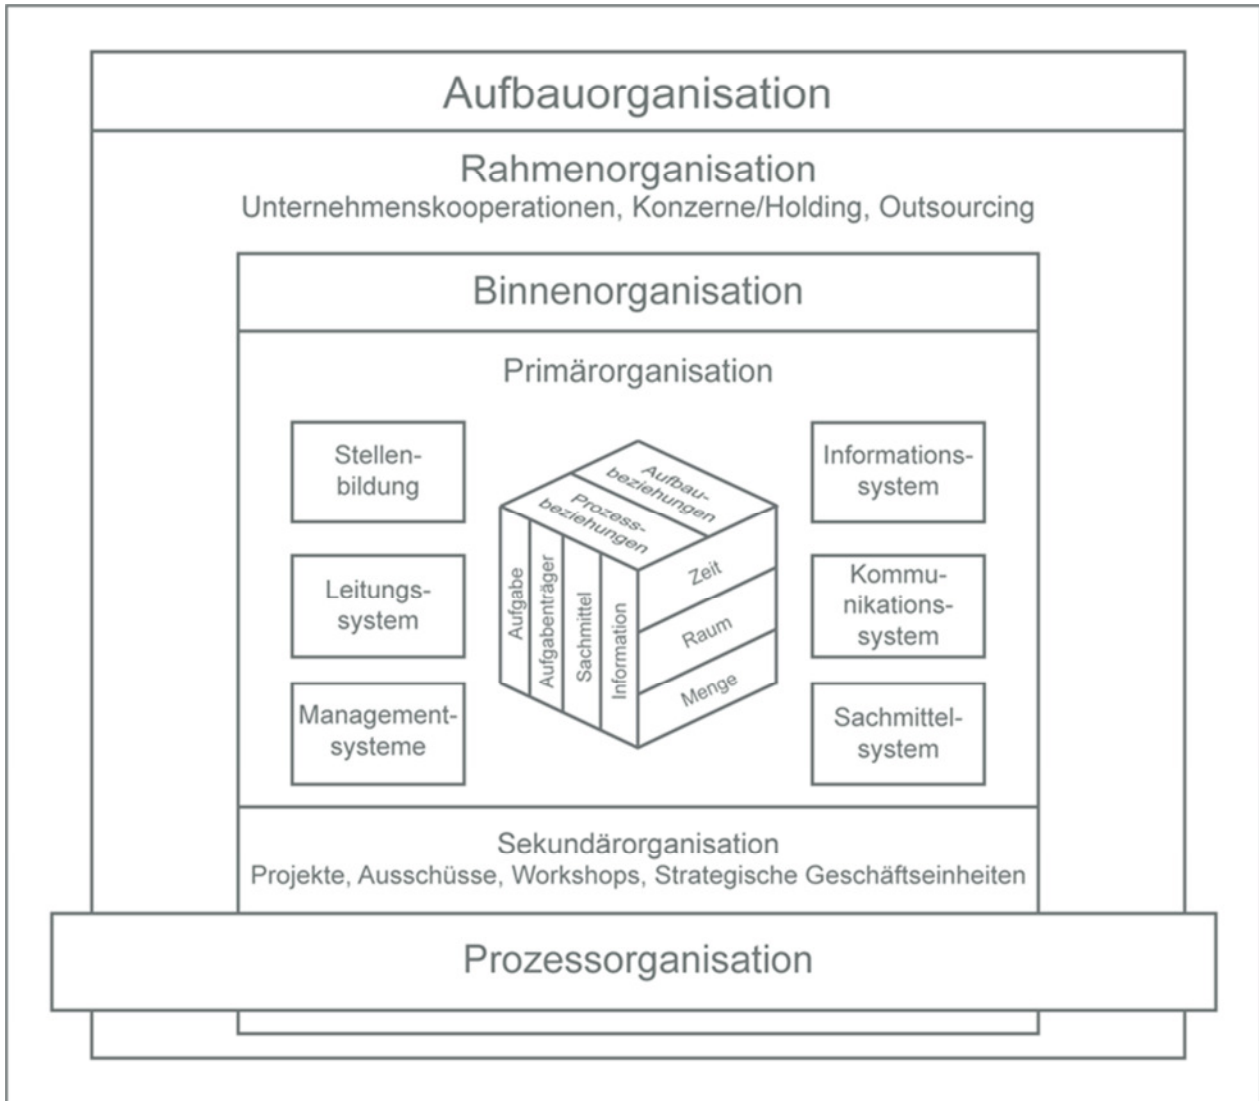 Aufbauorganisation
Rahmenorganisation
Unternehmenskooperationen, Konzerne/Holding, Outsourcing
Binnenorganisation
Primärorganisation
Stellen-
bildung
Leitungs-
system
Management-
systeme
Aufbau-
beziehungen
Prozess-
beziehungen
Aufgabe
Aufgabenträger
Sachmittel
Information
Zeit
Raum
Menge
Informations-
system
Kommu-
nikations-
system
Sachmittel-
system
Sekundärorganisation
Projekte, Ausschüsse, Workshops, Strategische Geschäftseinheiten
Prozessorganisation